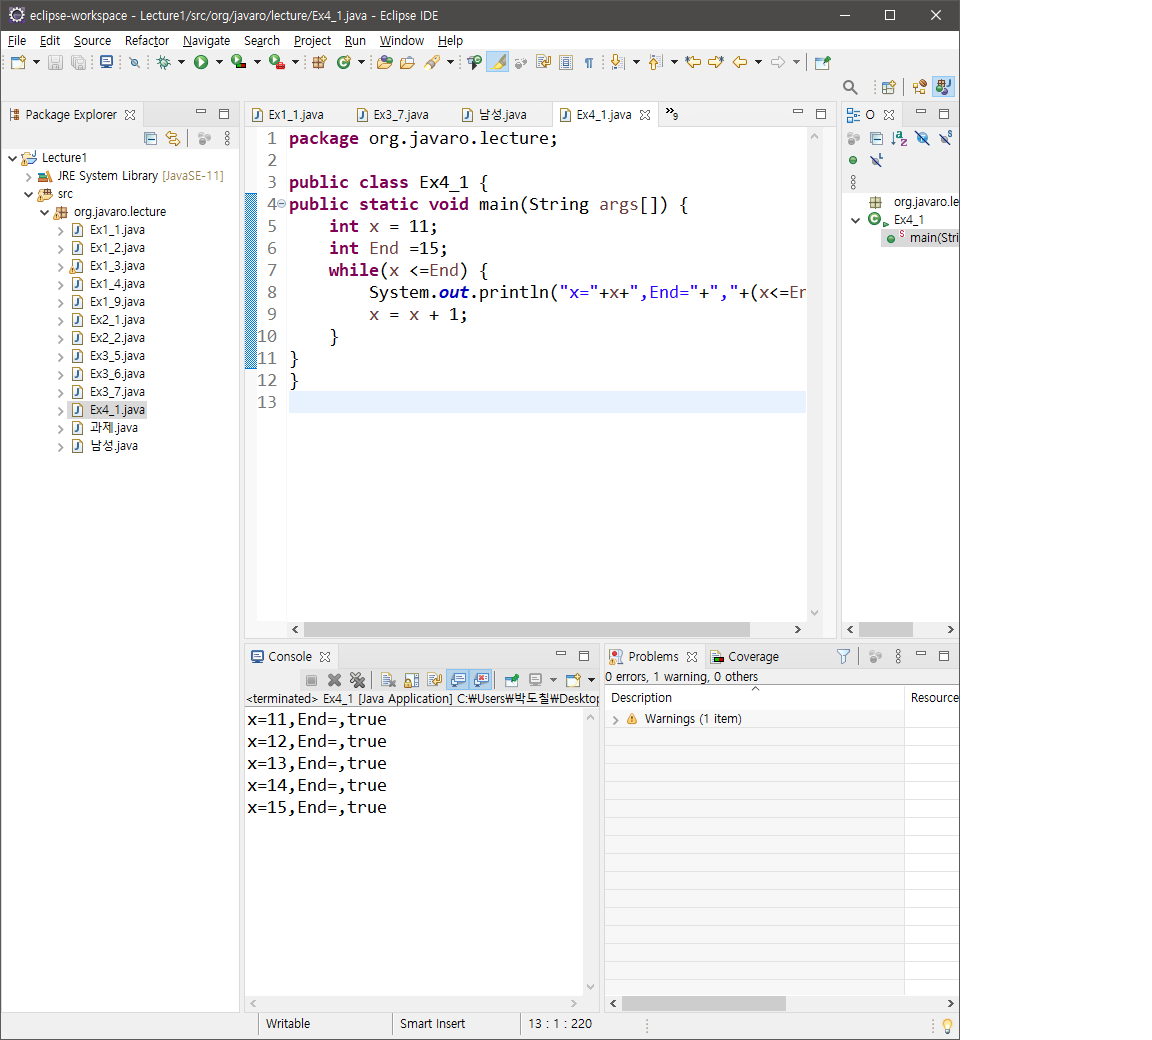 eclipse-workspace - Lecture1/src/org/javaro/lecture/Ex4_1.java - Eclipse IDE
File Edit Source Refactor Navigate Search Project Run Window Help
Package Explorer
Lecture1
JRE System Library [JavaSE-11]
src
org.javaro.lecture
Ex1_1.java
Ex1_2.java
Ex1_3.java
Ex1_4.java
Ex1_9.java
Ex2_1.java
Ex2_2.java
Ex3_5.java
Ex3_6.java
Ex3_7.java
Ex4_1.java
과제.java
남성.java
Ex1_1.java Ex3_7.java 남성.java Ex4_1.java »9
1 package org.javaro.lecture;
2
3 public class Ex4_1 {
4 public static void main(String args[]) {
5 int x = 11;
6 int End =15;
7 while(x <=End) {
8 System.out.println("x="+x+",End="+","+(x<=En
9 x = x + 1;
10 }
11 }
12 }
13
O
org.javaro.le
Ex4_1
main(Stri
Console
<terminated> Ex4_1 [Java Application] C:₩Users₩박도칠₩Desktop
x=11,End=,true
x=12,End=,true
x=13,End=,true
x=14,End=,true
x=15,End=,true
Problems Coverage
0 errors, 1 warning, 0 others
Description Resource
Warnings (1 item)
Writable Smart Insert 13 : 1 : 220